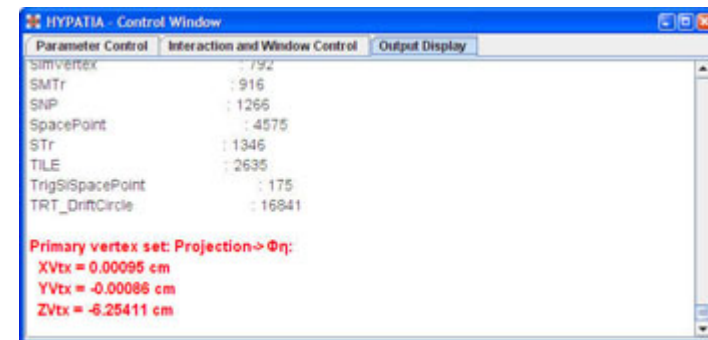 HYPATIA - Control Window
Parameter Control Interaction and Window Control Output Display
SimVertex : 792
SMTr : 916
SNP : 1266
SpacePoint : 4575
STr : 1346
TILE : 2635
TrigSiSpacePoint : 175
TRT_DriftCircle : 16841
Primary vertex set: Projection-> Φη:
XVtx = 0.00095 cm
YVtx = -0.00086 cm
ZVtx = -6.25411 cm